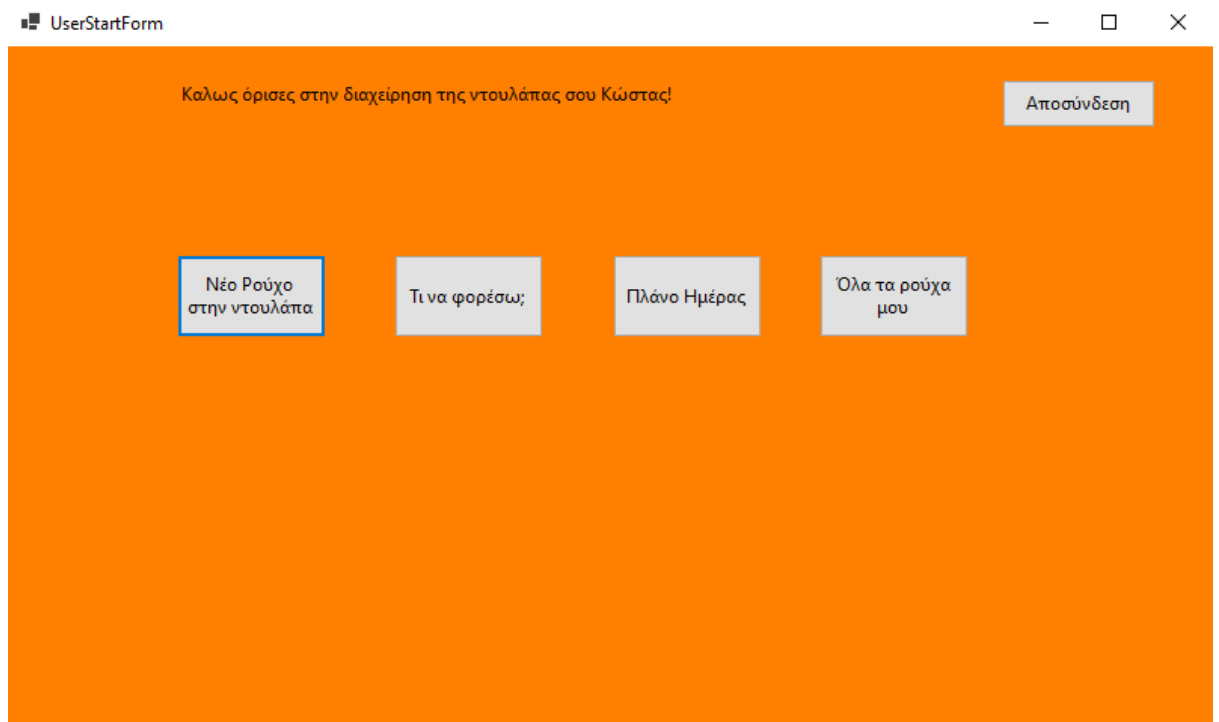 UserStartForm
Καλως όρισες στην διαχείρηση της ντουλάπας σου Κώστας!
Αποσύνδεση
Νέο Ρούχο
στην ντουλάπα
Τι να φορέσω;
Πλάνο Ημέρας
Όλα τα ρούχα
μου